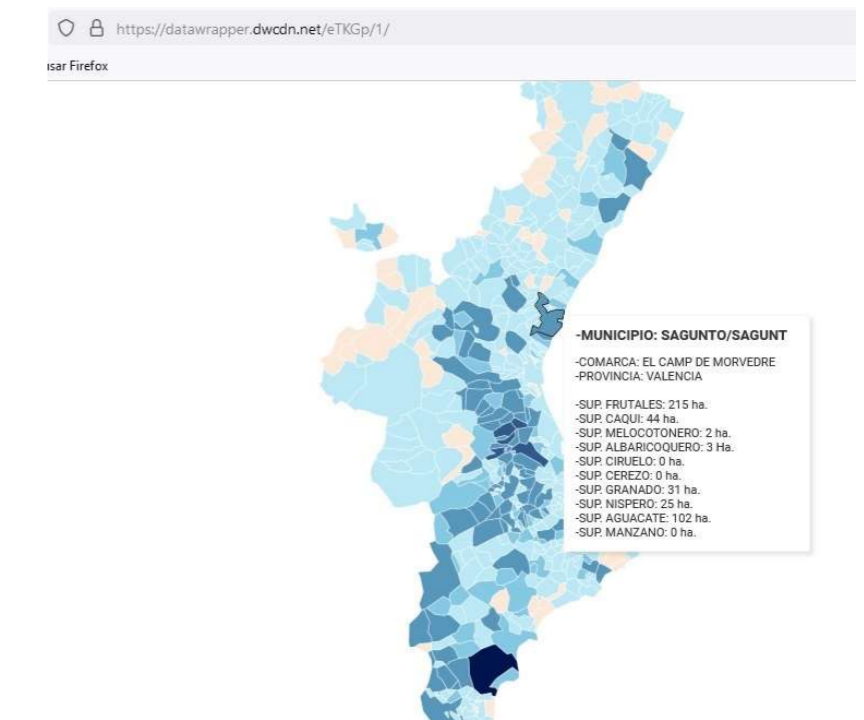 https://datawrapper.dwcdn.net/eTKGp/1/
usar Firefox
-MUNICIPIO: SAGUNTO/SAGUNT
-COMARCA: EL CAMP DE MORVEDRE
-PROVINCIA: VALENCIA
-SUP. FRUTALES: 215 ha.
-SUP. CAQUI: 44 ha.
-SUP. MELOCOTONERO: 2 ha.
-SUP. ALBARICOQUERO: 3 Ha.
-SUP. CIRUELO: 0 ha.
-SUP. CEREZO: 0 ha.
-SUP. GRANADO: 31 ha.
-SUP. NISPERO: 25 ha.
-SUP. AGUACATE: 102 ha.
-SUP. MANZANO: 0 ha.